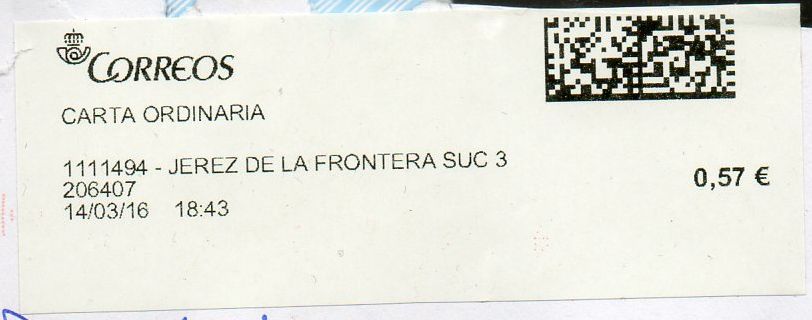 CORREOS
CARTA ORDINARIA
1111494 - JEREZ DE LA FRONTERA SUC 3
206407
0,57 €
14/03/16 18:43